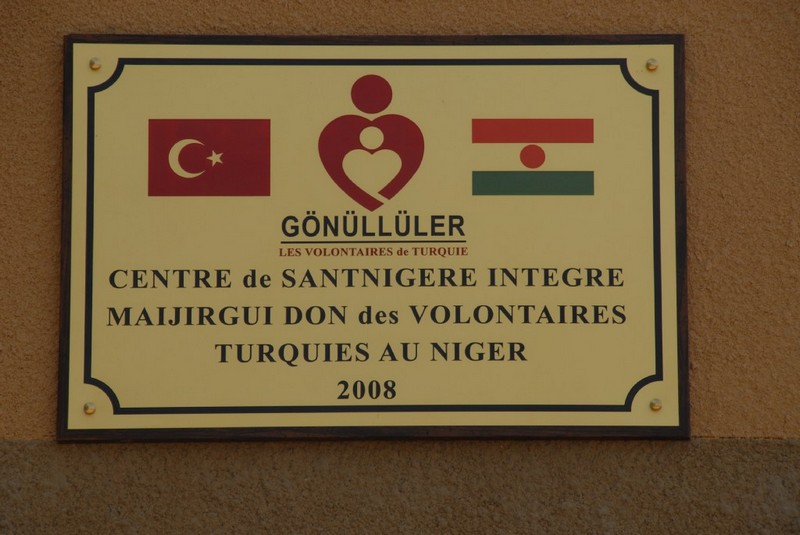 GÖNÜLLÜLER
LES VOLONTAIRES de TURQUIE
CENTRE de SANTNIGERE INTEGRE
MAIJIRGUI DON des VOLONTAIRES
TURQUIES AU NIGER
2008